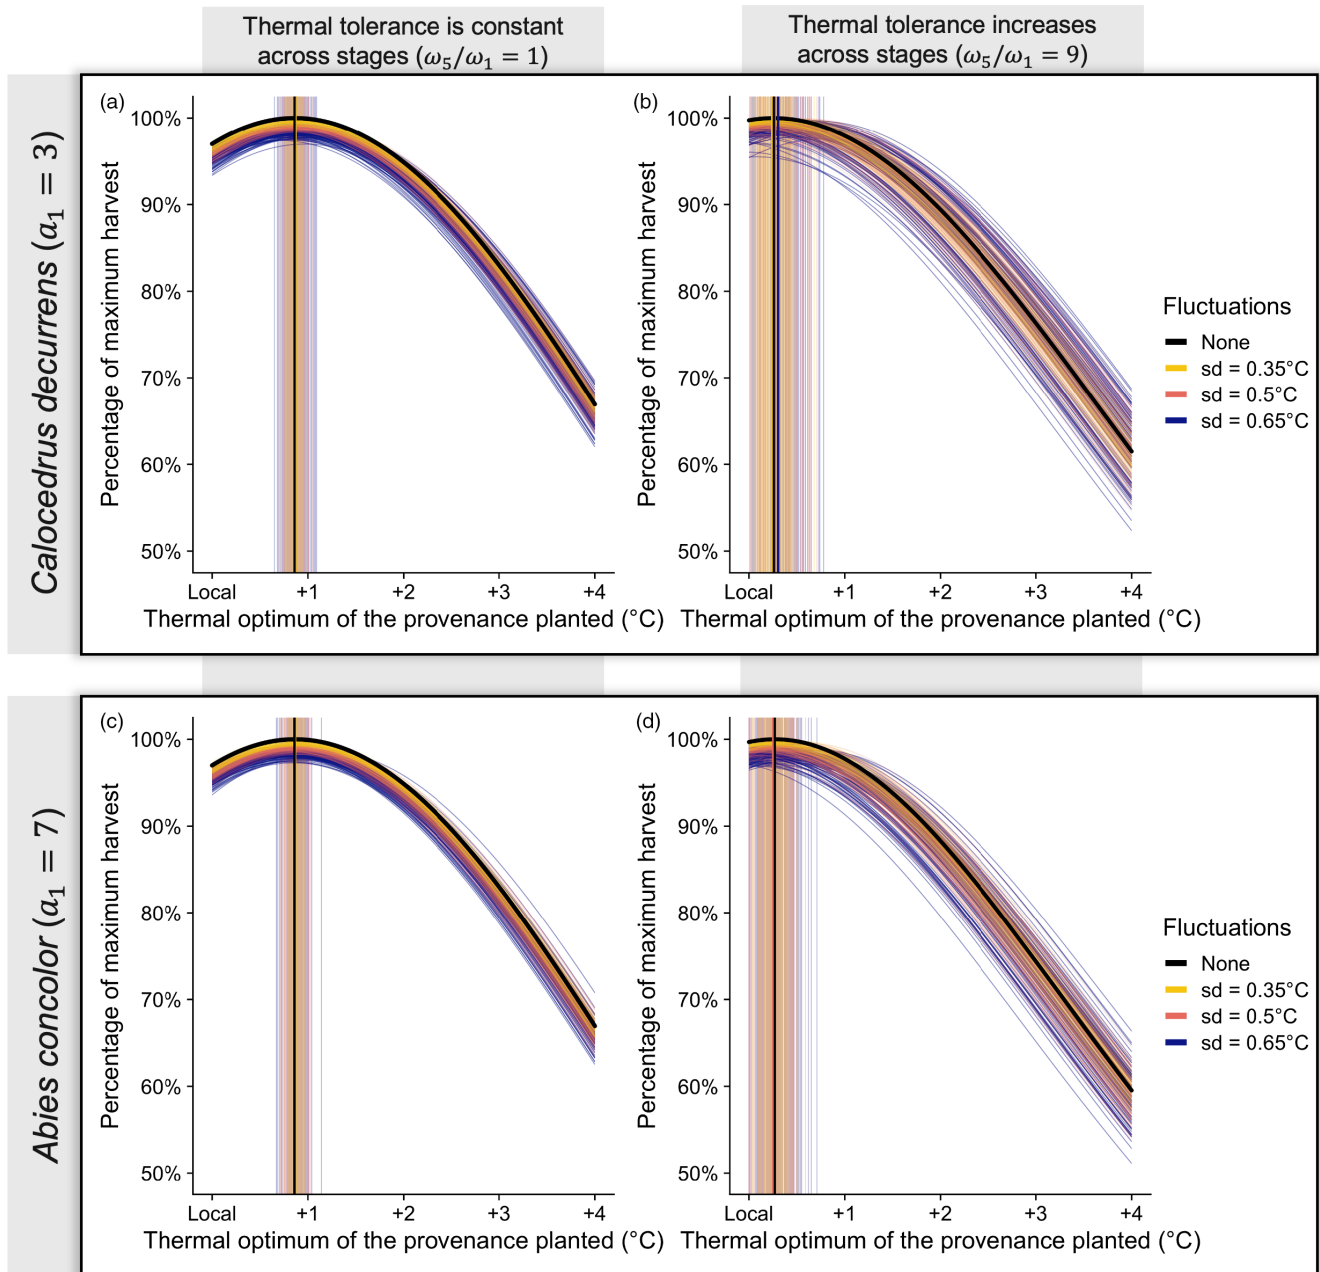 Thermal tolerance is constant
across stages (ω₅/ω₁ = 1)
Thermal tolerance increases
across stages (ω₅/ω₁ = 9)
Calocedrus decurrens (a₁ = 3)
(a)
Percentage of maximum harvest
100%
90%
80%
70%
60%
50%
Local +1 +2 +3 +4
Thermal optimum of the provenance planted (°C)
(b)
Percentage of maximum harvest
100%
90%
80%
70%
60%
50%
Local +1 +2 +3 +4
Thermal optimum of the provenance planted (°C)
Fluctuations
None
sd = 0.35°C
sd = 0.5°C
sd = 0.65°C
Abies concolor (a₁ = 7)
(c)
Percentage of maximum harvest
100%
90%
80%
70%
60%
50%
Local +1 +2 +3 +4
Thermal optimum of the provenance planted (°C)
(d)
Percentage of maximum harvest
100%
90%
80%
70%
60%
50%
Local +1 +2 +3 +4
Thermal optimum of the provenance planted (°C)
Fluctuations
None
sd = 0.35°C
sd = 0.5°C
sd = 0.65°C